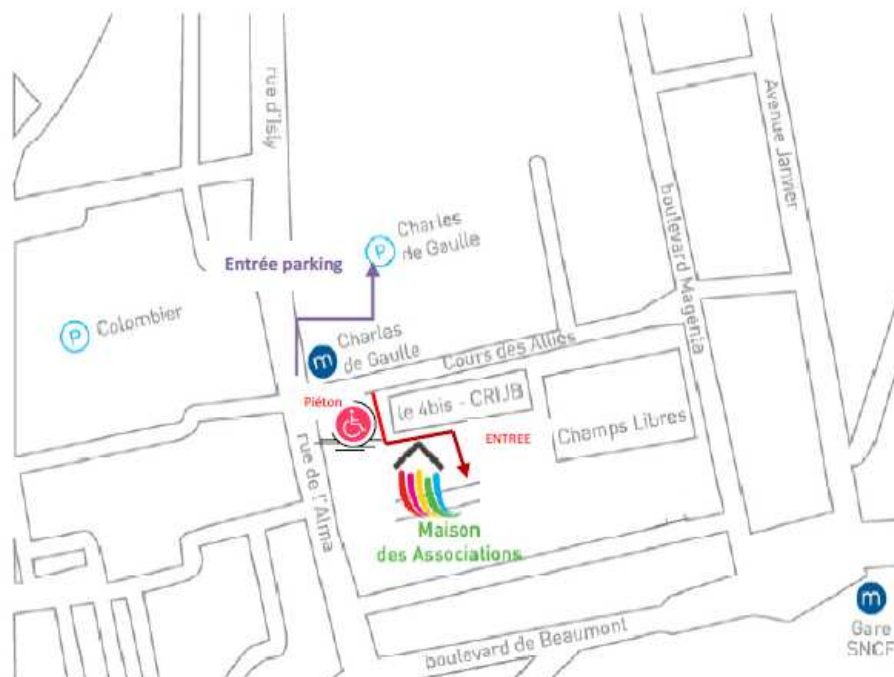 rue d'Isly
Avenue Janvier
boulevard Magenta
Charles
de Gaulle
P
Entrée parking
P
Colombier
m
Charles
de Gaulle
Cours des Alliés
Piéton
le 4bis - CRIJB
ENTREE
Champs Libres
rue de l'Alma
Maison
des Associations
boulevard de Beaumont
m
Gare
SNCF